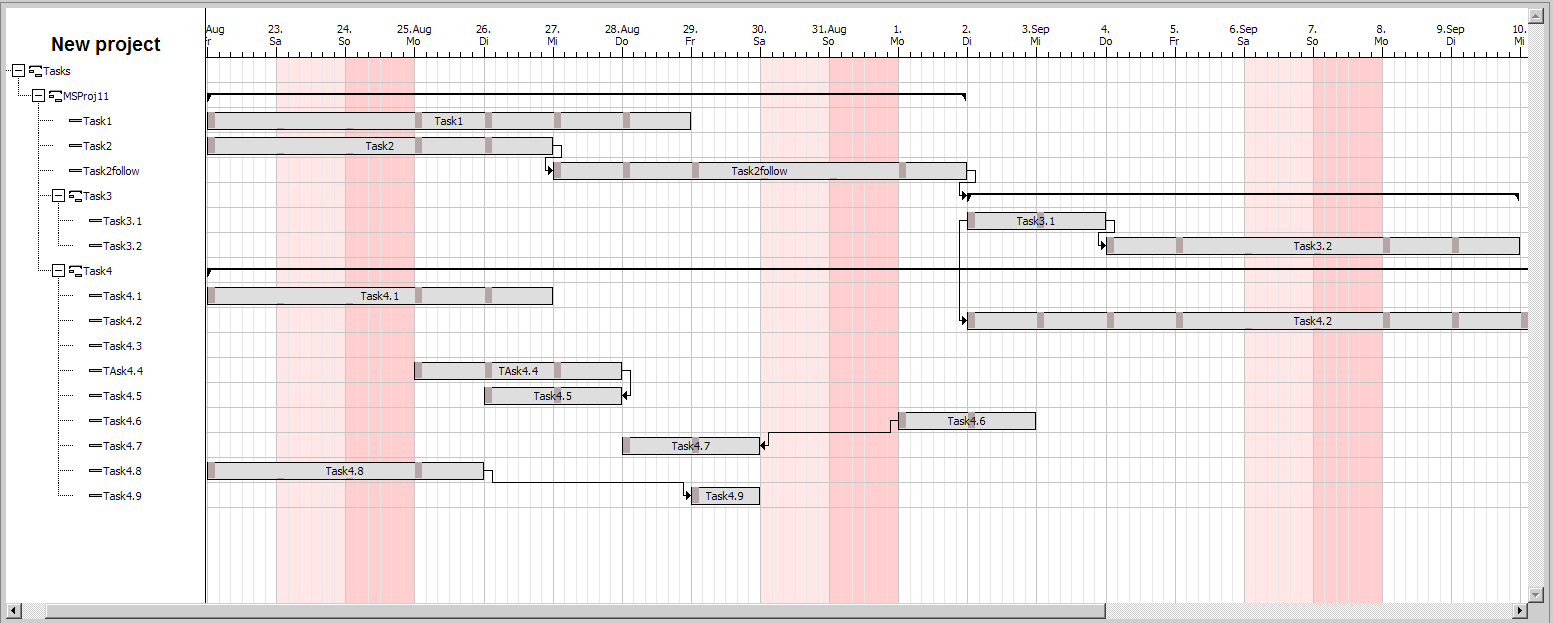 Aug 23. 24. 25.Aug 26. 27. 28.Aug 29. 30. 31.Aug 1. 2. 3.Sep 4. 5. 6.Sep 7. 8. 9.Sep 10.
Fr Sa So Mo Di Mi Do Fr Sa So Mo Di Mi Do Fr Sa So Mo Di Mi
New project
Tasks
MSProj11
Task1 Task1
Task2 Task2
Task2follow Task2follow
Task3
Task3.1 Task3.1
Task3.2 Task3.2
Task4
Task4.1 Task4.1
Task4.2 Task4.2
Task4.3
TAsk4.4 TAsk4.4
Task4.5 Task4.5
Task4.6 Task4.6
Task4.7 Task4.7
Task4.8 Task4.8
Task4.9 Task4.9